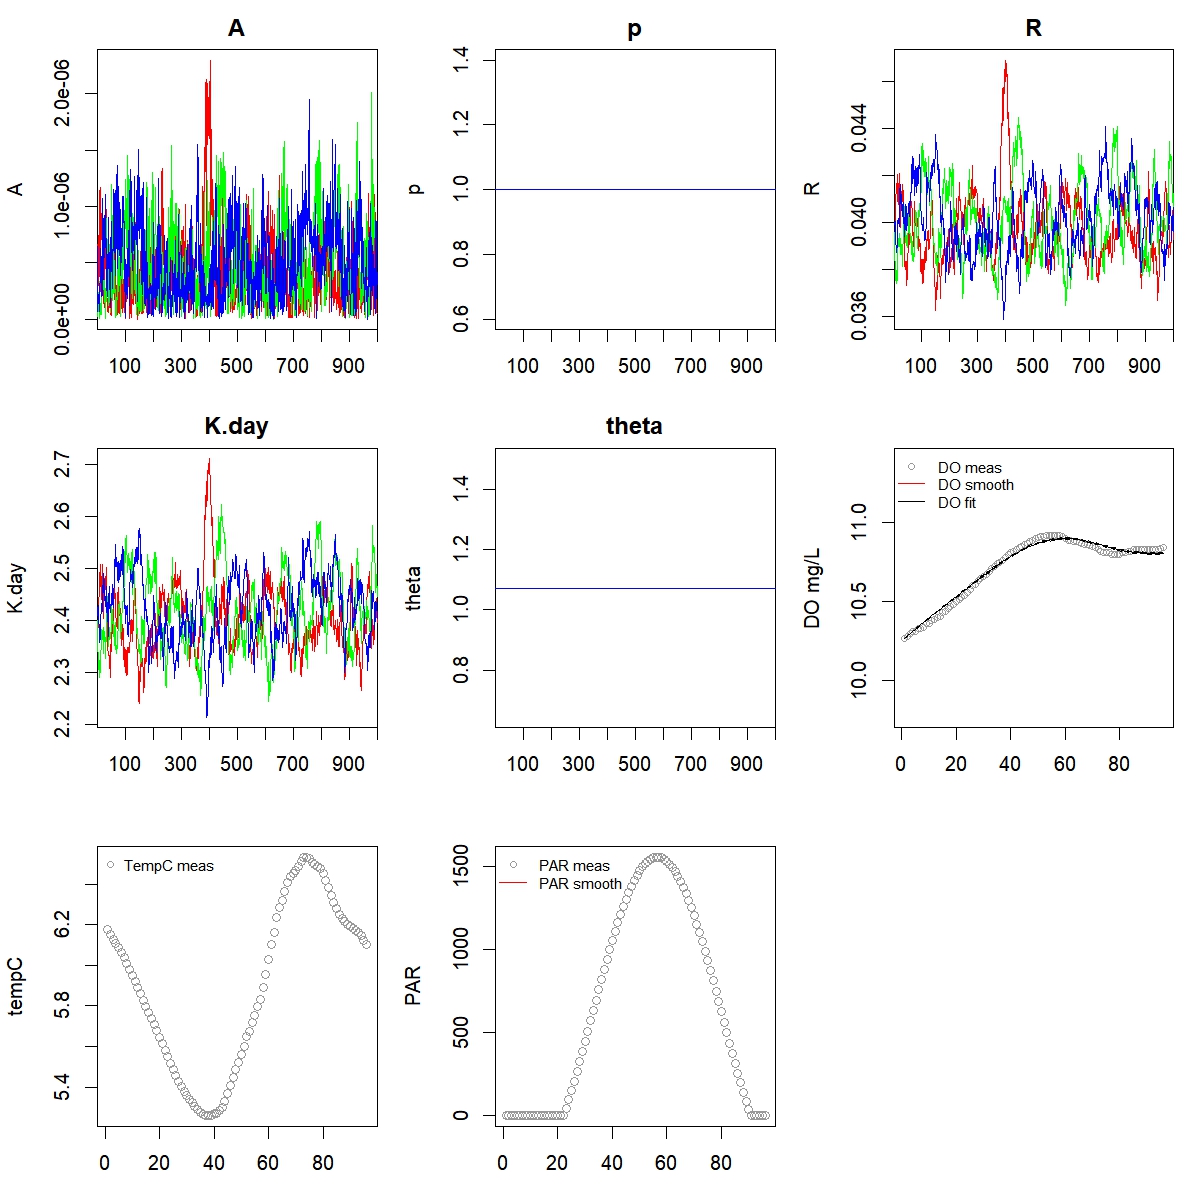 A
A
0.0e+00 1.0e-06 2.0e-06
100 300 500 700 900
p
p
0.6 0.8 1.0 1.2 1.4
100 300 500 700 900
R
R
0.036 0.040 0.044
100 300 500 700 900
K.day
K.day
2.2 2.3 2.4 2.5 2.6 2.7
100 300 500 700 900
theta
theta
0.8 1.0 1.2 1.4
100 300 500 700 900
DO meas
DO smooth
DO fit
DO mg/L
10.0 10.5 11.0
0 20 40 60 80
TempC meas
tempC
5.4 5.8 6.2
0 20 40 60 80
PAR meas
PAR smooth
PAR
0 500 1000 1500
0 20 40 60 80